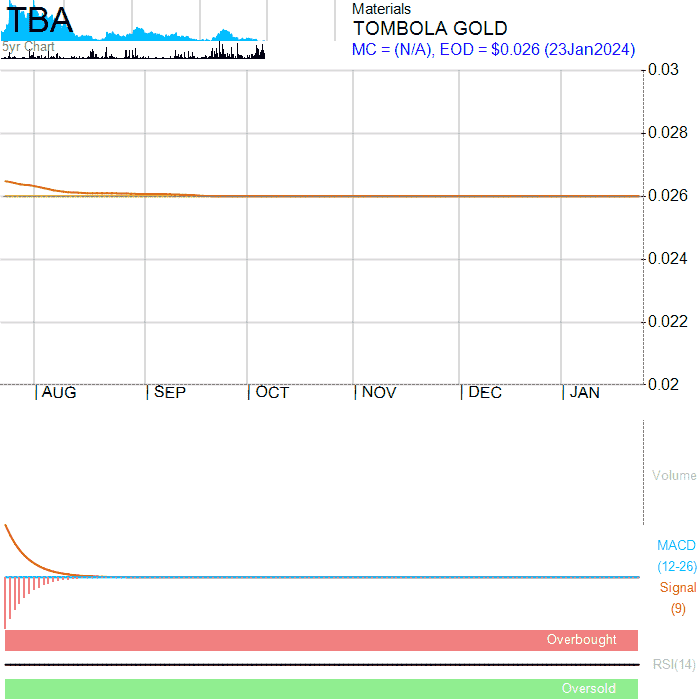 TBA
5yr Chart
Materials
TOMBOLA GOLD
MC = (N/A), EOD = $0.026 (23Jan2024)
0.03
0.028
0.026
0.024
0.022
0.02
AUG SEP OCT NOV DEC JAN
Volume
MACD
(12-26)
Signal
(9)
Overbought
RSI(14)
Oversold